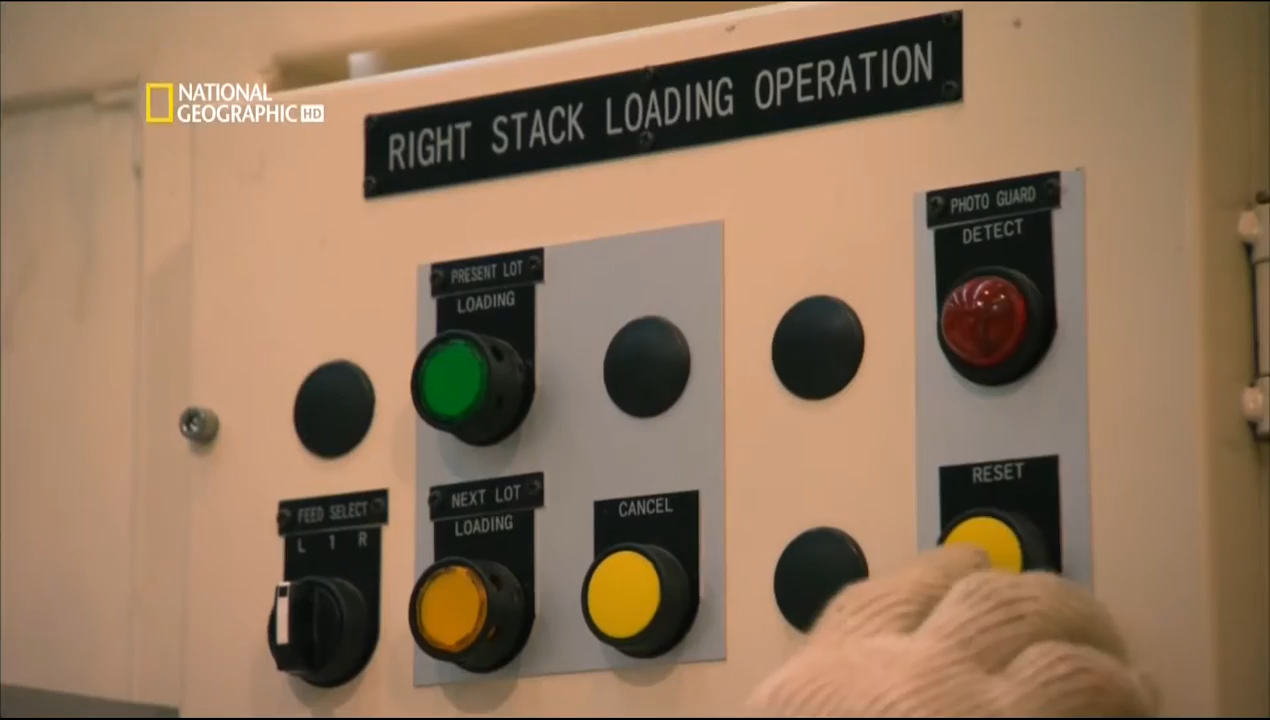 NATIONAL
GEOGRAPHIC HD
RIGHT STACK LOADING OPERATION
PHOTO GUARD
DETECT
PRESENT LOT
LOADING
RESET
NEXT LOT
LOADING
CANCEL
FEED SELECT
L 1 R